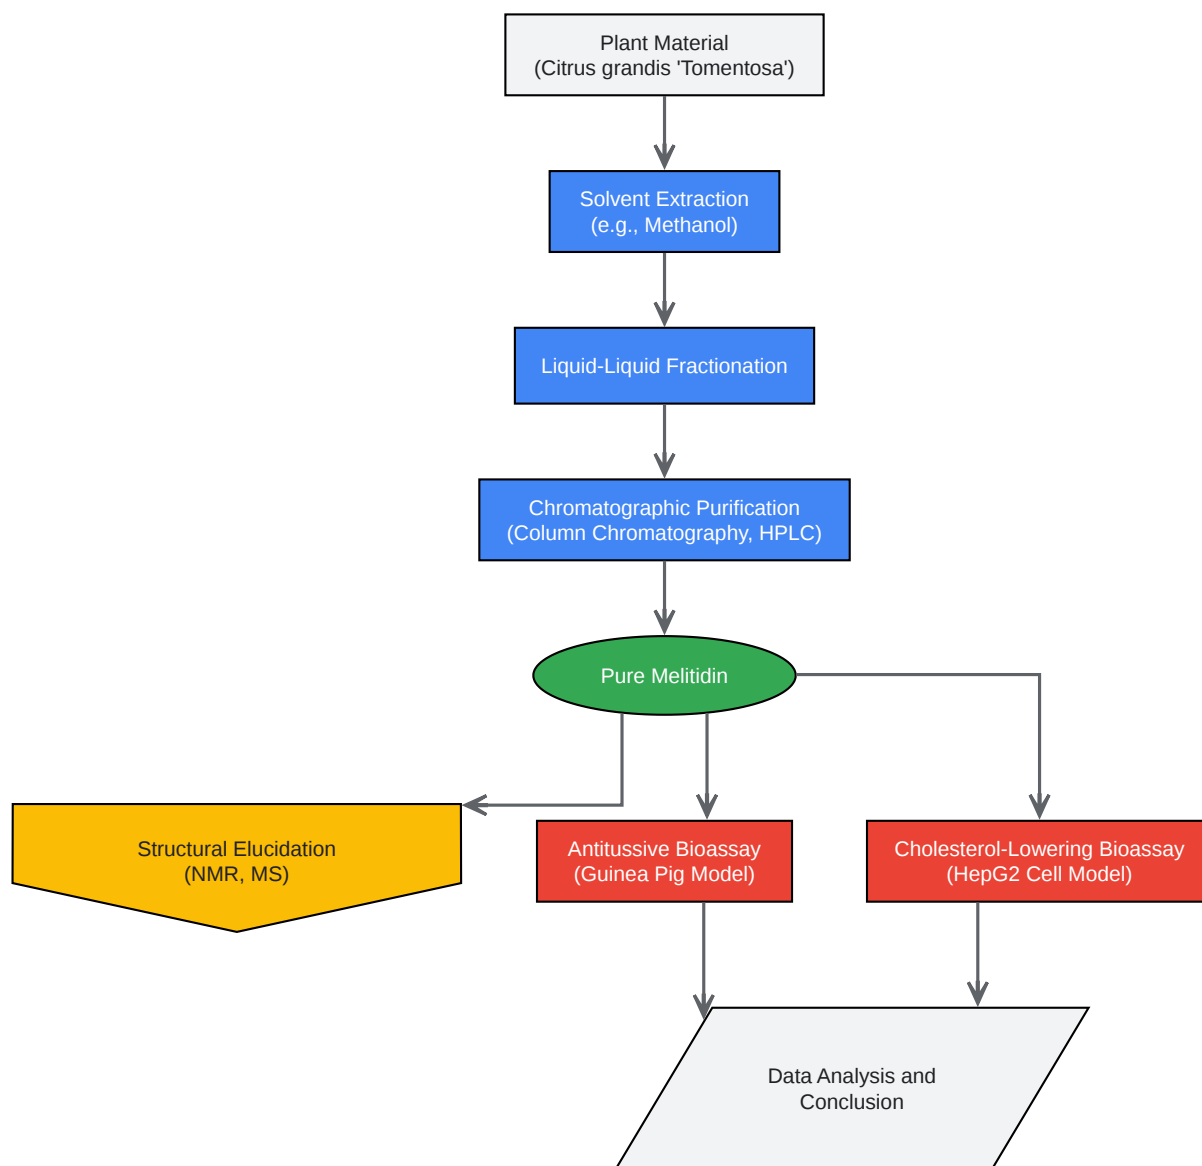 Plant Material
(Citrus grandis 'Tomentosa')
Solvent Extraction
(e.g., Methanol)
Liquid-Liquid Fractionation
Chromatographic Purification
(Column Chromatography, HPLC)
Pure Melitidin
Structural Elucidation
(NMR, MS)
Antitussive Bioassay
(Guinea Pig Model)
Cholesterol-Lowering Bioassay
(HepG2 Cell Model)
Data Analysis and
Conclusion